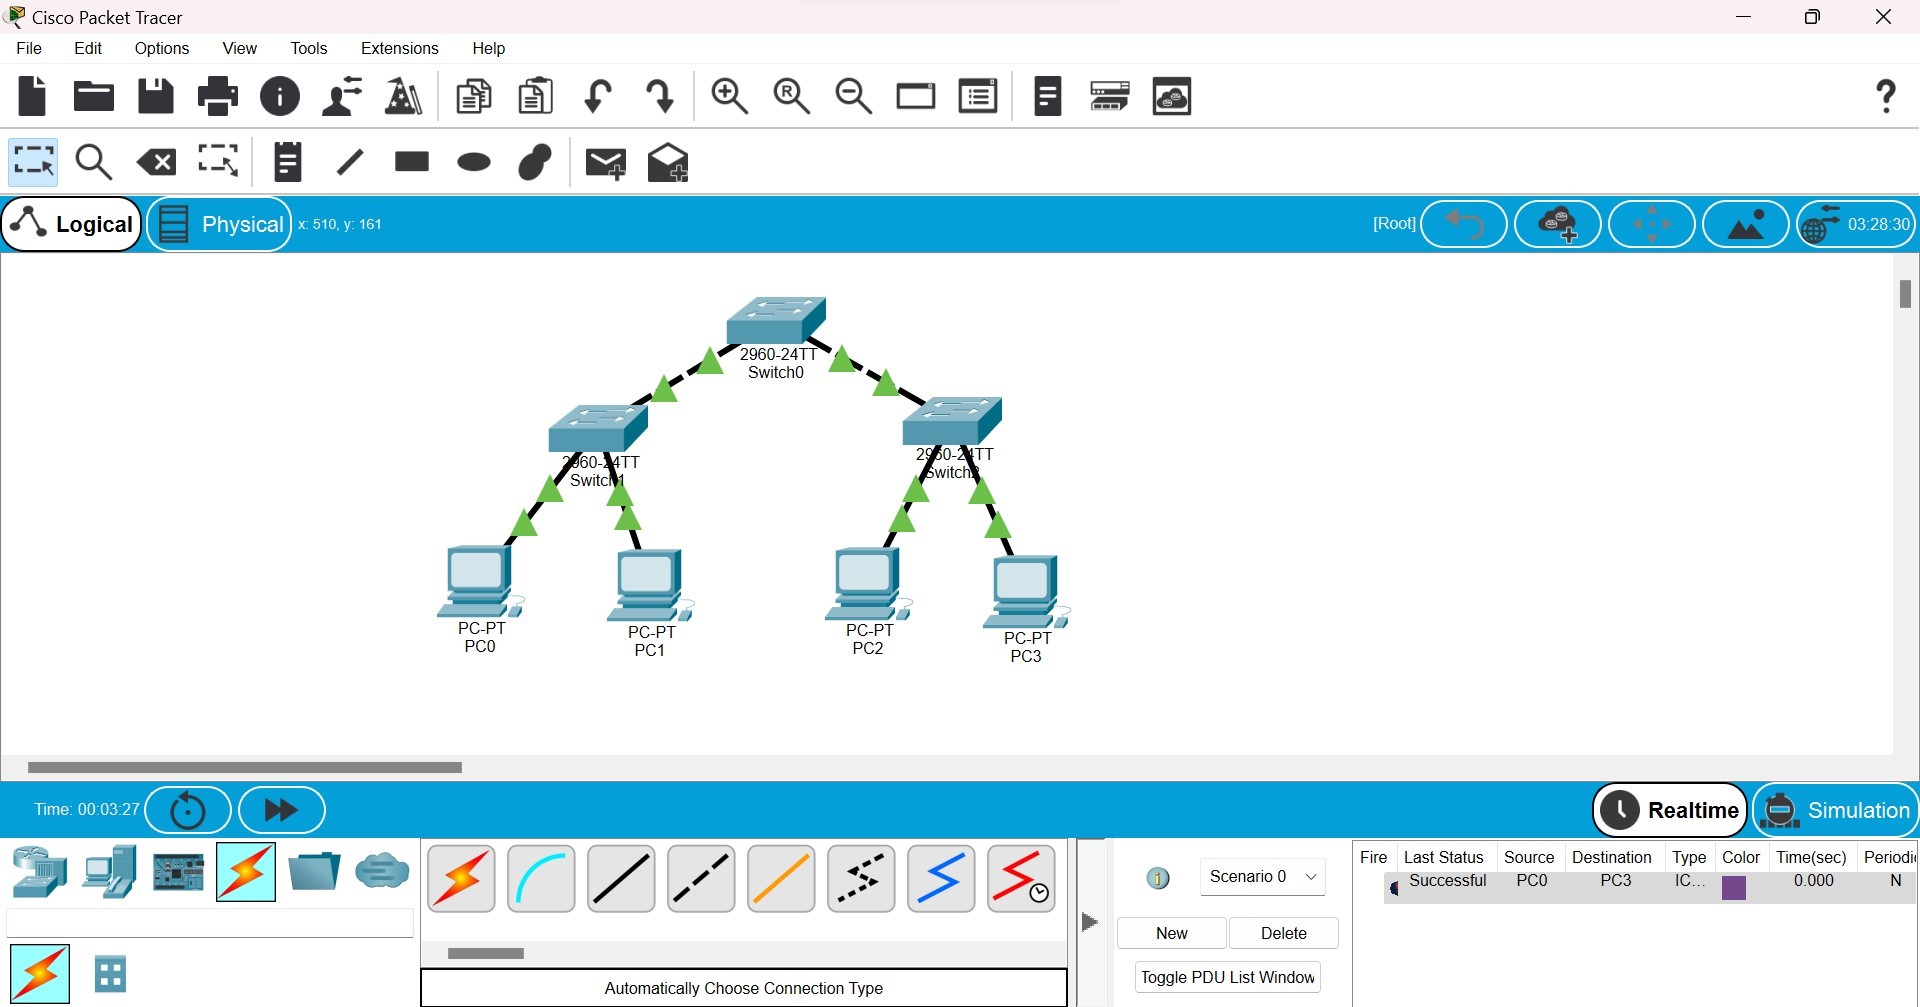 Cisco Packet Tracer
File Edit Options View Tools Extensions Help
Logical Physical x: 510, y: 161 [Root] 03:28:30
2960-24TT
Switch0
2960-24TT
Switch1
2960-24TT
Switch2
PC-PT
PC0
PC-PT
PC1
PC-PT
PC2
PC-PT
PC3
Time: 00:03:27 Realtime Simulation
Fire Last Status Source Destination Type Color Time(sec) Periodic
Successful PC0 PC3 IC... 0.000 N
Scenario 0
New Delete
Toggle PDU List Window
Automatically Choose Connection Type